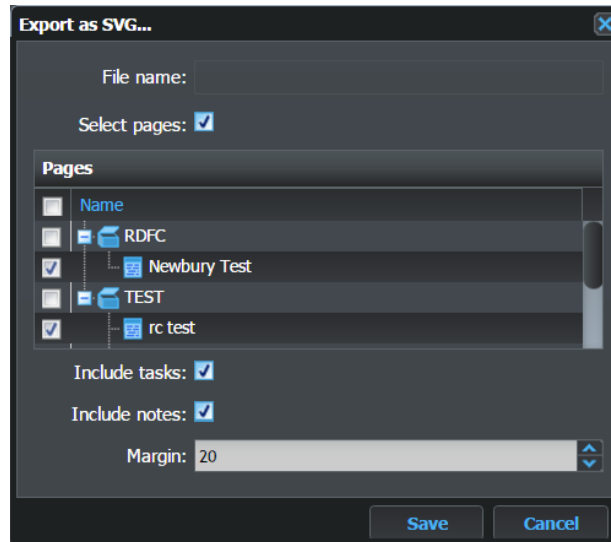 Export as SVG...
File name:
Select pages:
Pages
Name
RDFC
Newbury Test
TEST
rc test
Include tasks:
Include notes:
Margin: 20
Save Cancel